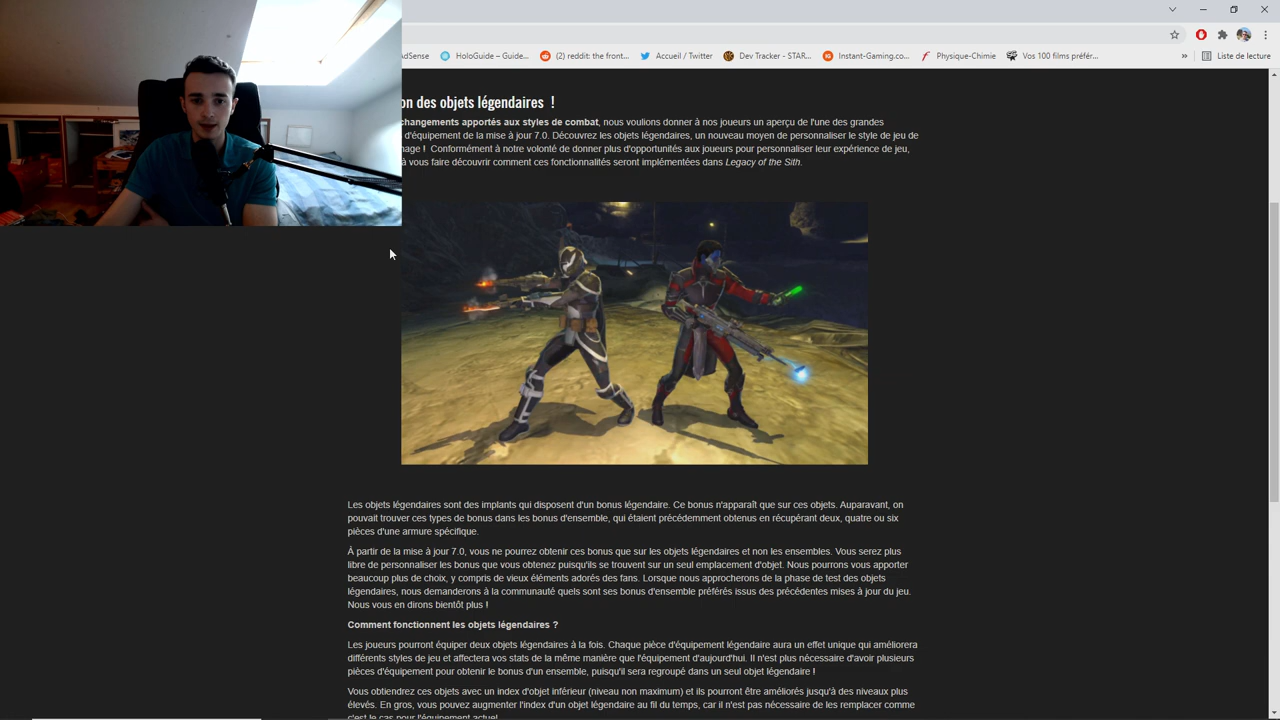 dSense
HoloGuide – Guide...
(2) reddit: the front...
Accueil / Twitter
Dev Tracker - STAR...
Instant-Gaming.co...
Physique-Chimie
Vos 100 films préfér...
»
Liste de lecture
on des objets légendaires !
changements apportés aux styles de combat, nous voulions donner à nos joueurs un aperçu de l'une des grandes
d'équipement de la mise à jour 7.0. Découvrez les objets légendaires, un nouveau moyen de personnaliser le style de jeu de
nage ! Conformément à notre volonté de donner plus d'opportunités aux joueurs pour personnaliser leur expérience de jeu,
à vous faire découvrir comment ces fonctionnalités seront implémentées dans Legacy of the Sith.
Les objets légendaires sont des implants qui disposent d'un bonus légendaire. Ce bonus n'apparaît que sur ces objets. Auparavant, on
pouvait trouver ces types de bonus dans les bonus d'ensemble, qui étaient précédemment obtenus en récupérant deux, quatre ou six
pièces d'une armure spécifique.
À partir de la mise à jour 7.0, vous ne pourrez obtenir ces bonus que sur les objets légendaires et non les ensembles. Vous serez plus
libre de personnaliser les bonus que vous obtenez puisqu'ils se trouvent sur un seul emplacement d'objet. Nous pourrons vous apporter
beaucoup plus de choix, y compris de vieux éléments adorés des fans. Lorsque nous approcherons de la phase de test des objets
légendaires, nous demanderons à la communauté quels sont ses bonus d'ensemble préférés issus des précédentes mises à jour du jeu.
Nous vous en dirons bientôt plus !
Comment fonctionnent les objets légendaires ?
Les joueurs pourront équiper deux objets légendaires à la fois. Chaque pièce d'équipement légendaire aura un effet unique qui améliorera
différents styles de jeu et affectera vos stats de la même manière que l'équipement d'aujourd'hui. Il n'est plus nécessaire d'avoir plusieurs
pièces d'équipement pour obtenir le bonus d'un ensemble, puisqu'il sera regroupé dans un seul objet légendaire !
Vous obtiendrez ces objets avec un index d'objet inférieur (niveau non maximum) et ils pourront être améliorés jusqu'à des niveaux plus
élevés. En gros, vous pouvez augmenter l'index d'un objet légendaire au fil du temps, car il n'est pas nécessaire de les remplacer comme
c'est le cas pour l'équipement actuel